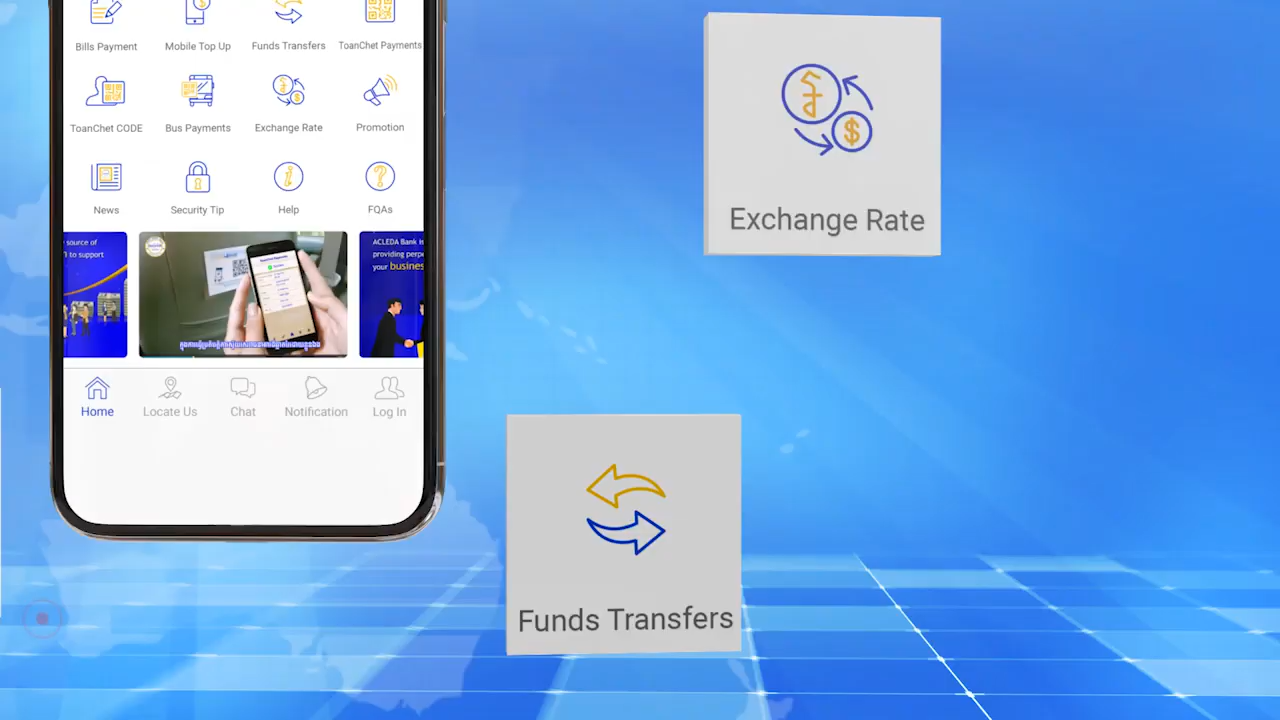 Bills Payment
Mobile Top Up
Funds Transfers
ToanChet Payments
ToanChet CODE
Bus Payments
Exchange Rate
Promotion
News
Security Tip
Help
FQAs
source of
to support
ACLEDA Bank is
providing perpe
your business
Home
Locate Us
Chat
Notification
Log In
Exchange Rate
Funds Transfers